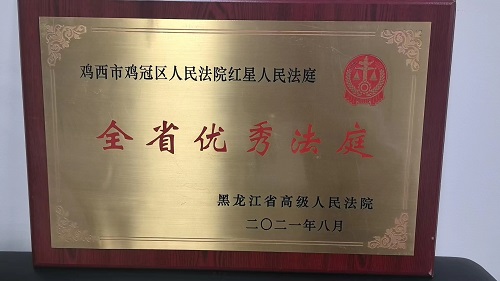 鸡西市鸡冠区人民法院红星人民法庭
全省优秀法庭
黑龙江省高级人民法院
二〇二一年八月